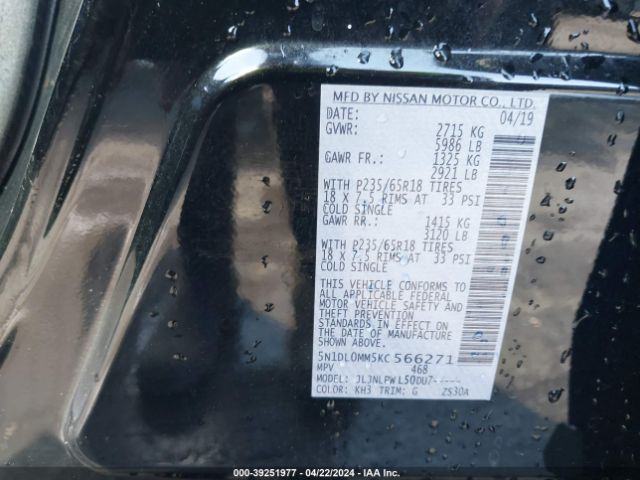 MFD BY NISSAN MOTOR CO., LTD.
DATE: 04/19
GVWR: 2715 KG
5986 LB
GAWR FR.: 1325 KG
2921 LB
WITH P235/65R18 TIRES
18 X 7.5 RIMS AT 33 PSI
COLD SINGLE
GAWR RR.: 1415 KG
3120 LB
WITH P235/65R18 TIRES
18 X 7.5 RIMS AT 33 PSI
COLD SINGLE
THIS VEHICLE CONFORMS TO
ALL APPLICABLE FEDERAL
MOTOR VEHICLE SAFETY AND
THEFT PREVENTION
STANDARDS IN EFFECT ON
THE DATE OF MANUFACTURE
SHOWN ABOVE.
5N1DL0MM5KC566271
MPV 468
MODEL: JLJNLPWL50DU7-----
COLOR: KH3 TRIM: G ZS30A
000-39251977 - 04/22/2024 - IAA Inc.